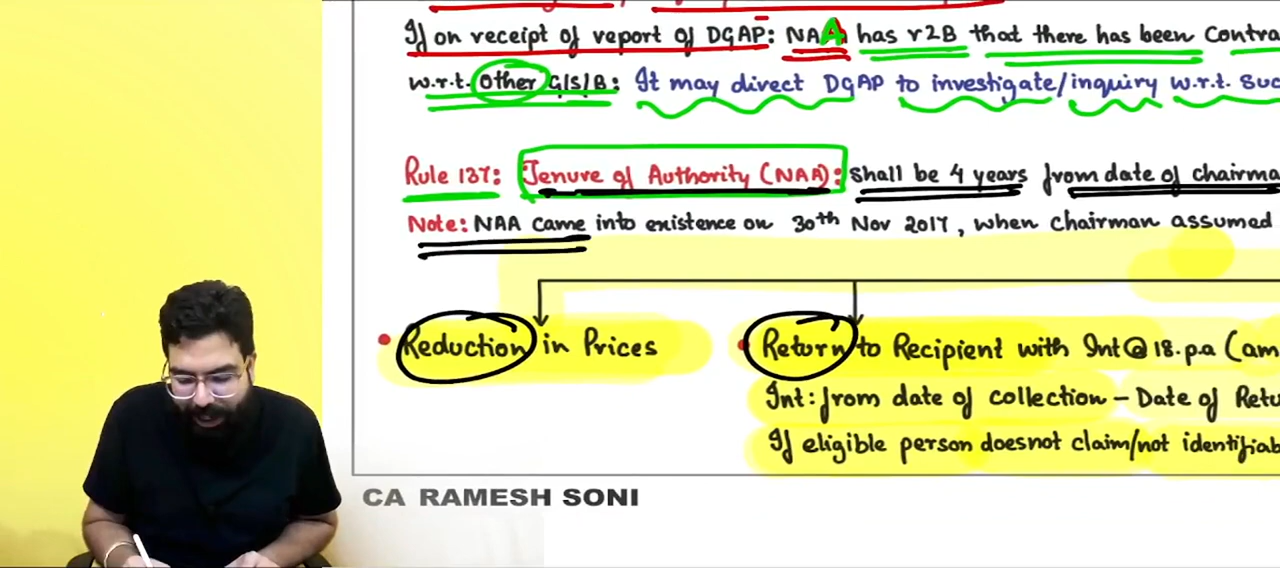 If on receipt of report of DGAP: NAA has r2B that there has been Contra
w.r.t. Other G/S/B: It may direct DGAP to investigate/inquiry w.r.t. Suc
Rule 137: Tenure of Authority (NAA): Shall be 4 years from date of chairma
Note: NAA came into existence on 30th Nov 2017, when Chairman assumed
Reduction in Prices
Return to Recipient with Int@ 18.p.a (am
Int: from date of collection – Date of Retu
If eligible person doesnot claim/not identifiab
CA RAMESH SONI